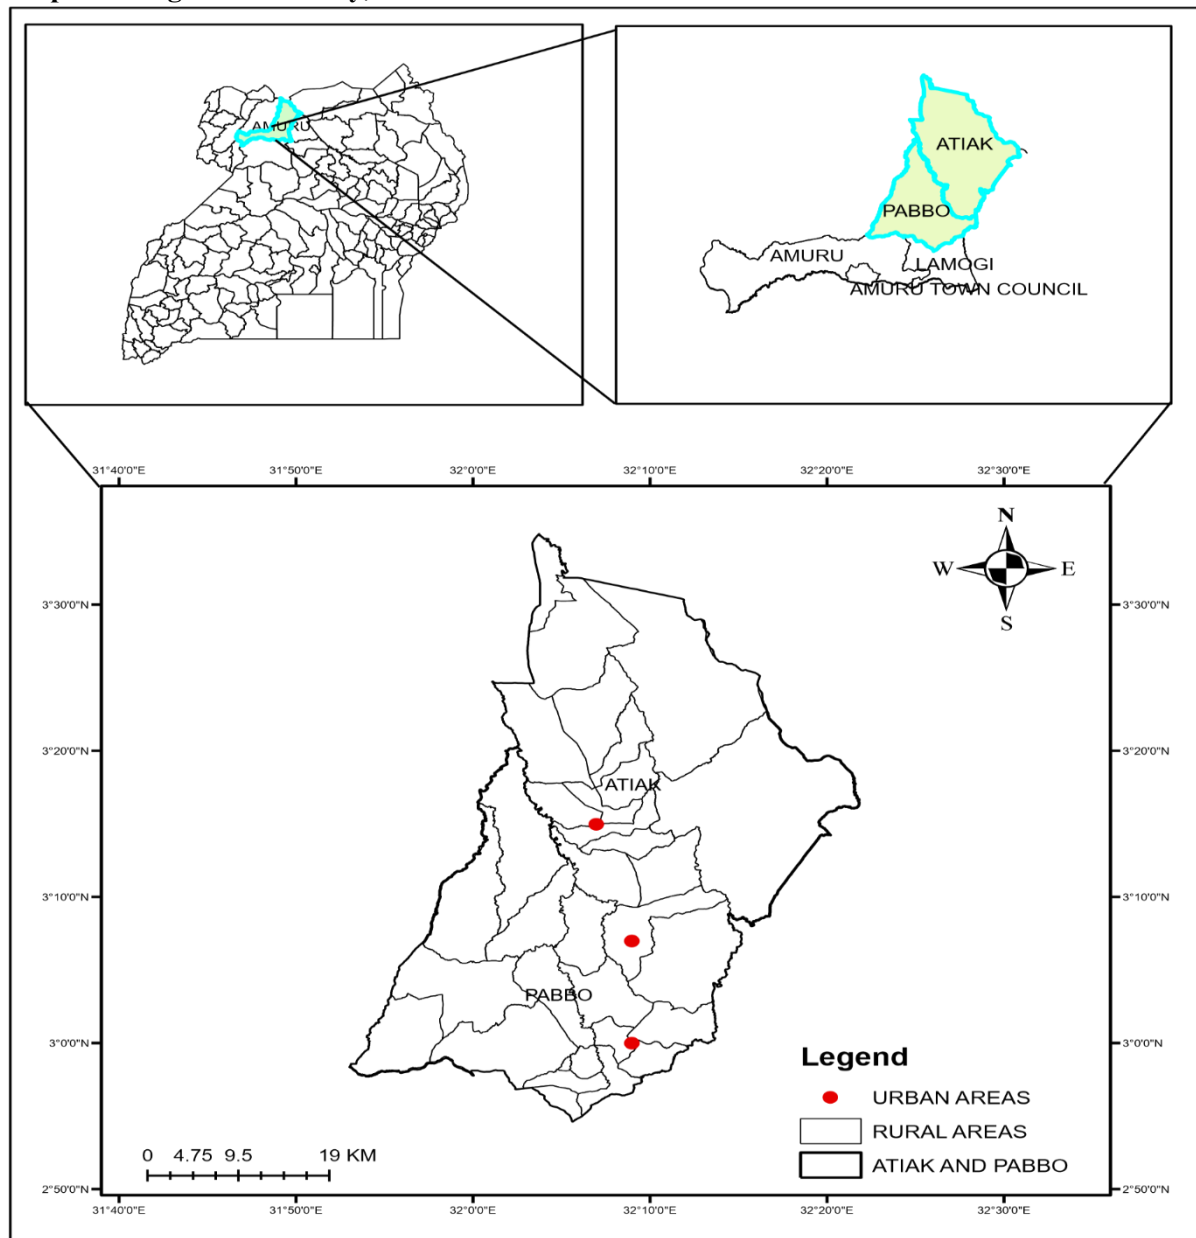 AMURU
ATIAK
PABBO
AMURU
LAMOGI
AMURU TOWN COUNCIL
31°40'0"E 31°50'0"E 32°0'0"E 32°10'0"E 32°20'0"E 32°30'0"E
N
W E
S
3°30'0"N 3°30'0"N
3°20'0"N 3°20'0"N
ATIAK
3°10'0"N 3°10'0"N
PABBO
3°0'0"N 3°0'0"N
Legend
URBAN AREAS
RURAL AREAS
ATIAK AND PABBO
0 4.75 9.5 19 KM
2°50'0"N 2°50'0"N
31°40'0"E 31°50'0"E 32°0'0"E 32°10'0"E 32°20'0"E 32°30'0"E